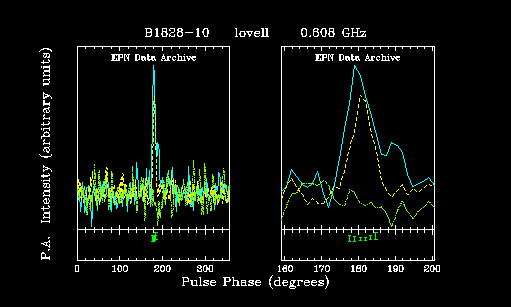 B1828-10 lovell 0.608 GHz
EPN Data Archive EPN Data Archive
P.A. Intensity (arbitrary units)
0 100 200 300 160 170 180 190 200
Pulse Phase (degrees)